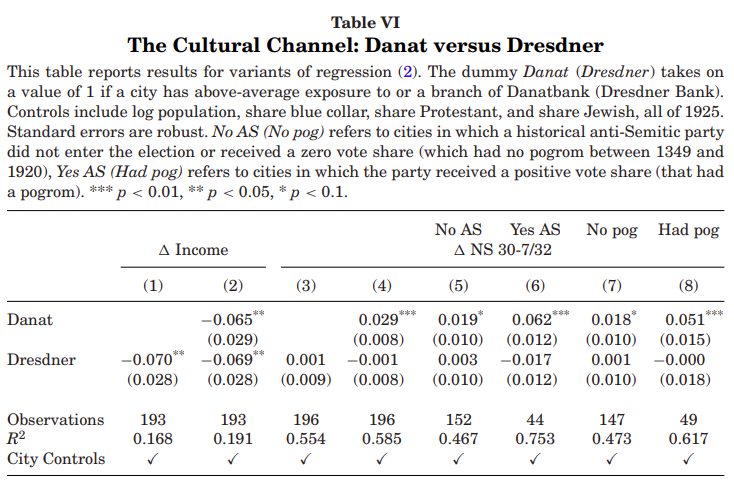 Table VI
The Cultural Channel: Danat versus Dresdner
This table reports results for variants of regression (2). The dummy Danat (Dresdner) takes on
a value of 1 if a city has above-average exposure to or a branch of Danatbank (Dresdner Bank).
Controls include log population, share blue collar, share Protestant, and share Jewish, all of 1925.
Standard errors are robust. No AS (No pog) refers to cities in which a historical anti-Semitic party
did not enter the election or received a zero vote share (which had no pogrom between 1349 and
1920), Yes AS (Had pog) refers to cities in which the party received a positive vote share (that had
a pogrom). *** p < 0.01, ** p < 0.05, * p < 0.1.
No AS Yes AS No pog Had pog
Δ Income Δ NS 30-7/32
(1) (2) (3) (4) (5) (6) (7) (8)
Danat −0.065** 0.029*** 0.019* 0.062*** 0.018* 0.051***
(0.029) (0.008) (0.010) (0.012) (0.010) (0.015)
Dresdner −0.070** −0.069** 0.001 −0.001 0.003 −0.017 0.001 −0.000
(0.028) (0.028) (0.009) (0.008) (0.010) (0.012) (0.010) (0.018)
Observations 193 193 196 196 152 44 147 49
R² 0.168 0.191 0.554 0.585 0.467 0.753 0.473 0.617
City Controls ✓ ✓ ✓ ✓ ✓ ✓ ✓ ✓